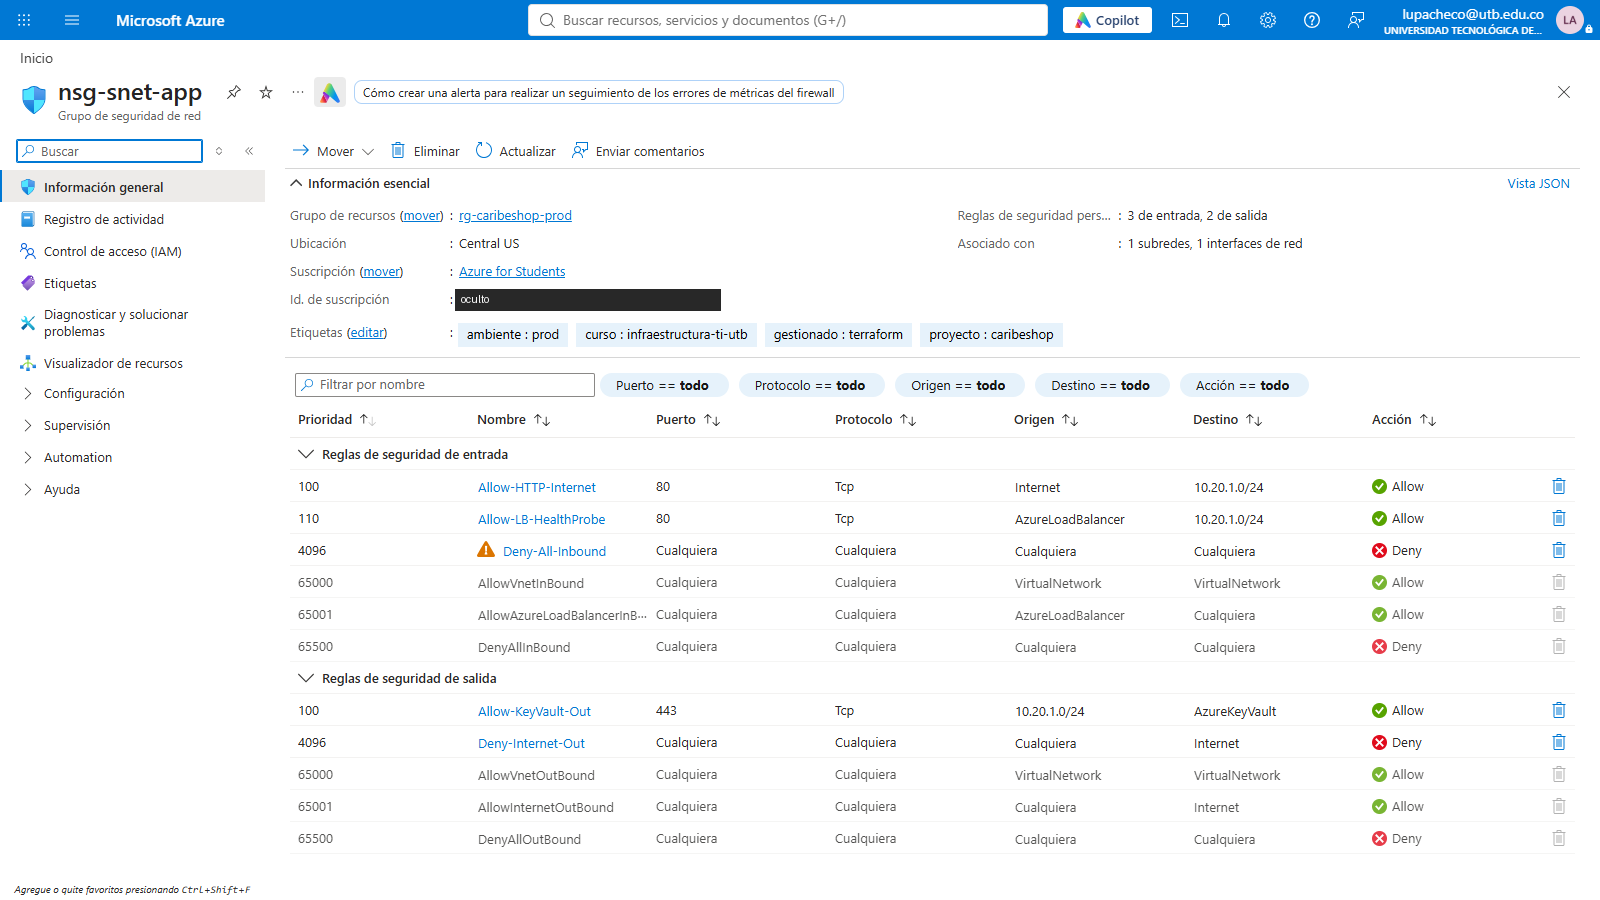 Microsoft Azure
Buscar recursos, servicios y documentos (G+/)
Copilot
lupacheco@utb.edu.co
UNIVERSIDAD TECNOLÓGICA DE...
LA
Inicio
nsg-snet-app
Grupo de seguridad de red
Cómo crear una alerta para realizar un seguimiento de los errores de métricas del firewall
Buscar
Mover
Eliminar
Actualizar
Enviar comentarios
Información general
Registro de actividad
Control de acceso (IAM)
Etiquetas
Diagnosticar y solucionar
problemas
Visualizador de recursos
Configuración
Supervisión
Automation
Ayuda
Información esencial
Vista JSON
Grupo de recursos (mover) : rg-caribeshop-prod
Reglas de seguridad pers... : 3 de entrada, 2 de salida
Ubicación : Central US
Asociado con : 1 subredes, 1 interfaces de red
Suscripción (mover) : Azure for Students
Id. de suscripción : oculto
Etiquetas (editar) : ambiente : prod curso : infraestructura-ti-utb gestionado : terraform proyecto : caribeshop
Filtrar por nombre Puerto == todo Protocolo == todo Origen == todo Destino == todo Acción == todo
Prioridad Nombre Puerto Protocolo Origen Destino Acción
Reglas de seguridad de entrada
100 Allow-HTTP-Internet 80 Tcp Internet 10.20.1.0/24 Allow
110 Allow-LB-HealthProbe 80 Tcp AzureLoadBalancer 10.20.1.0/24 Allow
4096 Deny-All-Inbound Cualquiera Cualquiera Cualquiera Cualquiera Deny
65000 AllowVnetInBound Cualquiera Cualquiera VirtualNetwork VirtualNetwork Allow
65001 AllowAzureLoadBalancerInB... Cualquiera Cualquiera AzureLoadBalancer Cualquiera Allow
65500 DenyAllInBound Cualquiera Cualquiera Cualquiera Cualquiera Deny
Reglas de seguridad de salida
100 Allow-KeyVault-Out 443 Tcp 10.20.1.0/24 AzureKeyVault Allow
4096 Deny-Internet-Out Cualquiera Cualquiera Cualquiera Internet Deny
65000 AllowVnetOutBound Cualquiera Cualquiera VirtualNetwork VirtualNetwork Allow
65001 AllowInternetOutBound Cualquiera Cualquiera Cualquiera Internet Allow
65500 DenyAllOutBound Cualquiera Cualquiera Cualquiera Cualquiera Deny
Agregue o quite favoritos presionando Ctrl+Shift+F